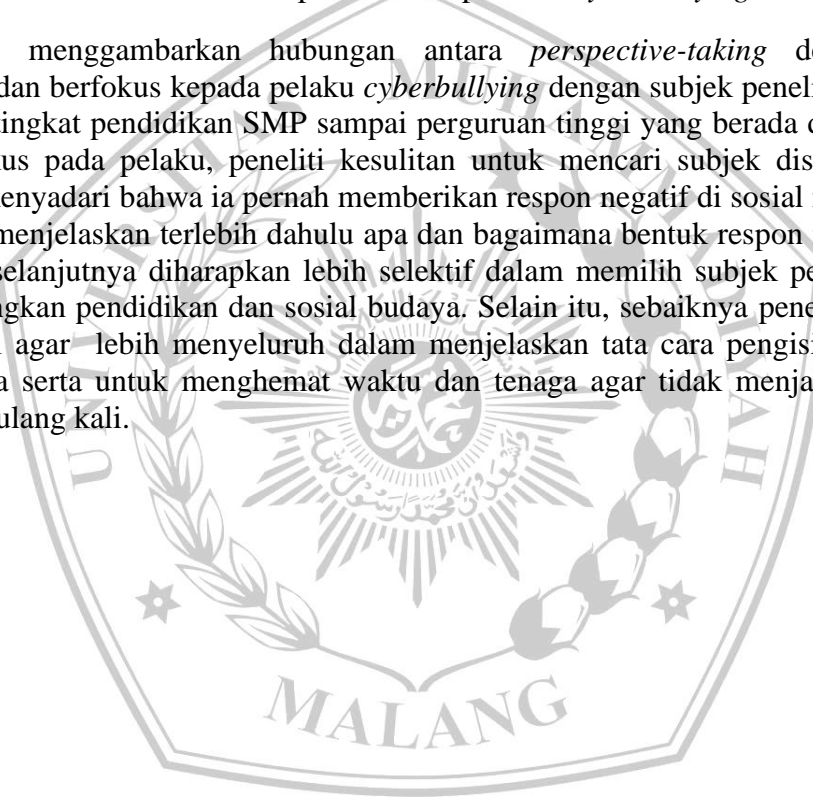 menggambarkan hubungan antara perspective-taking de
dan berfokus kepada pelaku cyberbullying dengan subjek peneli
tingkat pendidikan SMP sampai perguruan tinggi yang berada
us pada pelaku, peneliti kesulitan untuk mencari subjek dis
enyadari bahwa ia pernah memberikan respon negatif di sosial
menjelaskan terlebih dahulu apa dan bagaimana bentuk respon
selanjutnya diharapkan lebih selektif dalam memilih subjek pe
ngkan pendidikan dan sosial budaya. Selain itu, sebaiknya pene
agar lebih menyeluruh dalam menjelaskan tata cara pengisi
a serta untuk menghemat waktu dan tenaga agar tidak menja
ulang kali.
UNIVERSITAS MUHAMMADIYAH
MALANG